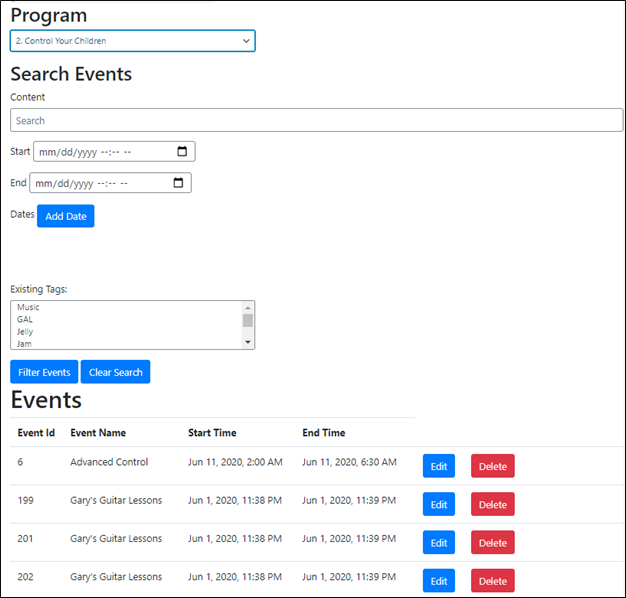 Program
2. Control Your Children
Search Events
Content
Search
Start mm/dd/yyyy --:-- --
End mm/dd/yyyy --:-- --
Dates Add Date
Existing Tags:
Music
GAL
Jelly
Jam
Filter Events Clear Search
Events
Event Id Event Name Start Time End Time
6 Advanced Control Jun 11, 2020, 2:00 AM Jun 11, 2020, 6:30 AM Edit Delete
199 Gary's Guitar Lessons Jun 1, 2020, 11:38 PM Jun 1, 2020, 11:39 PM Edit Delete
201 Gary's Guitar Lessons Jun 1, 2020, 11:38 PM Jun 1, 2020, 11:39 PM Edit Delete
202 Gary's Guitar Lessons Jun 1, 2020, 11:38 PM Jun 1, 2020, 11:39 PM Edit Delete